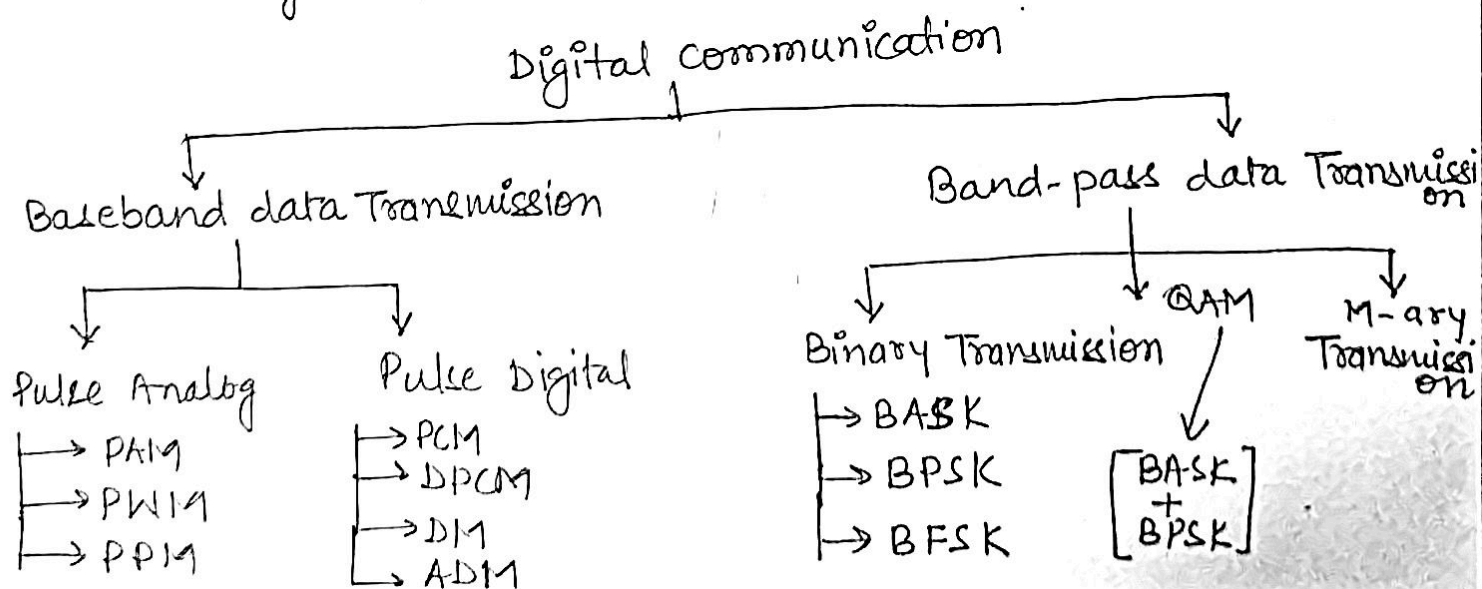 Digital communication
Baseband data Transmission
Band-pass data Transmissi
on
Pulse Analog
→ PAM
→ PWM
→ PPM
Pulse Digital
→ PCM
→ DPCM
→ DM
→ ADM
Binary Transmission
→ BASK
→ BPSK
→ BFSK
QAM
[BASK
+
BPSK]
M-ary
Transmissi
on